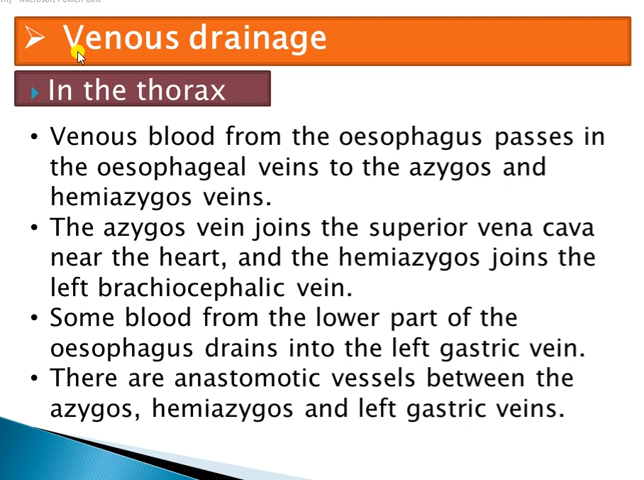 Venous drainage
In the thorax
• Venous blood from the oesophagus passes in
the oesophageal veins to the azygos and
hemiazygos veins.
• The azygos vein joins the superior vena cava
near the heart, and the hemiazygos joins the
left brachiocephalic vein.
• Some blood from the lower part of the
oesophagus drains into the left gastric vein.
• There are anastomotic vessels between the
azygos, hemiazygos and left gastric veins.